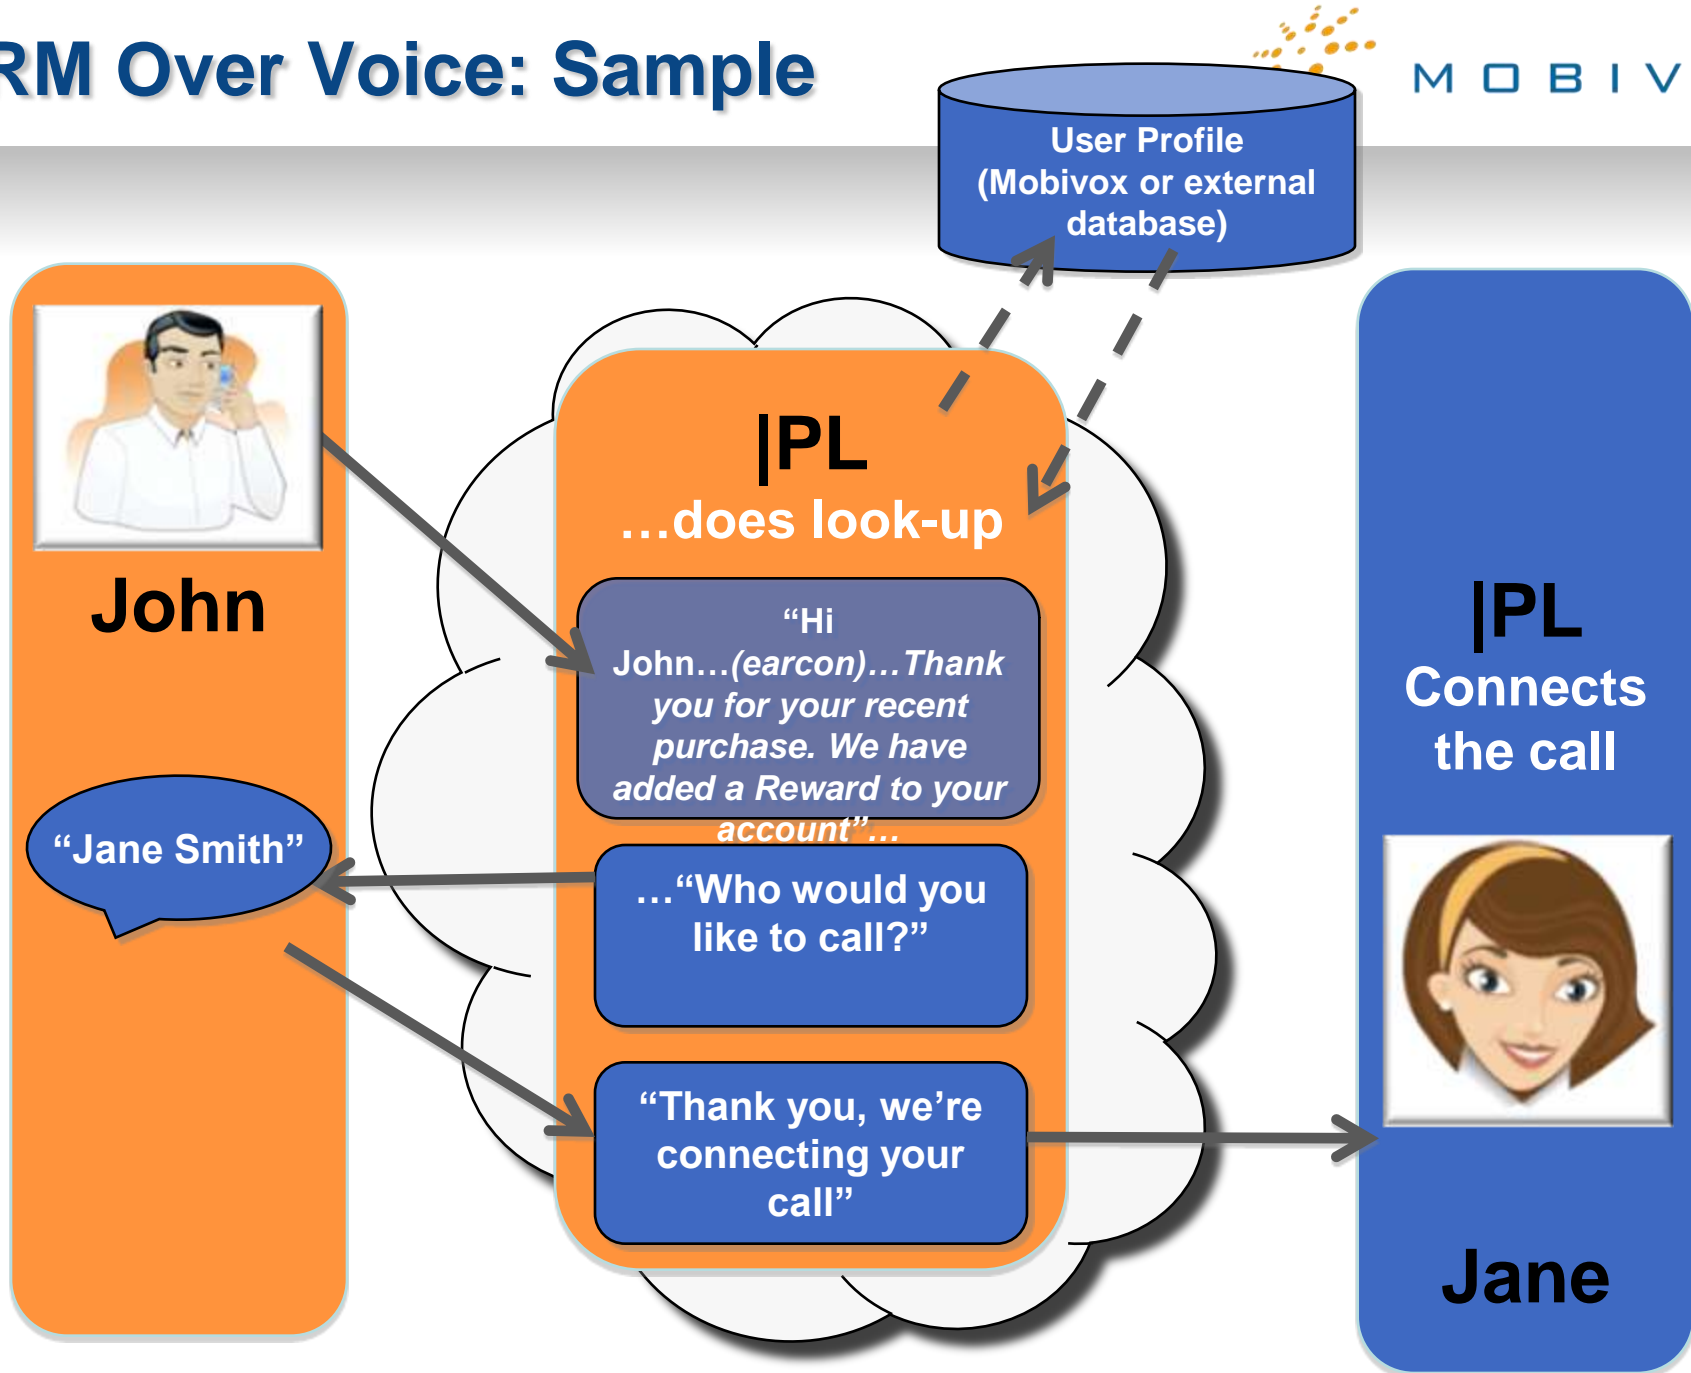 RM Over Voice: Sample
MOBIV
User Profile
(Mobivox or external
database)
John
“Jane Smith”
|PL
…does look-up
“Hi
John…(earcon)…Thank
you for your recent
purchase. We have
added a Reward to your
account”…
…“Who would you
like to call?”
“Thank you, we’re
connecting your
call”
|PL
Connects
the call
Jane